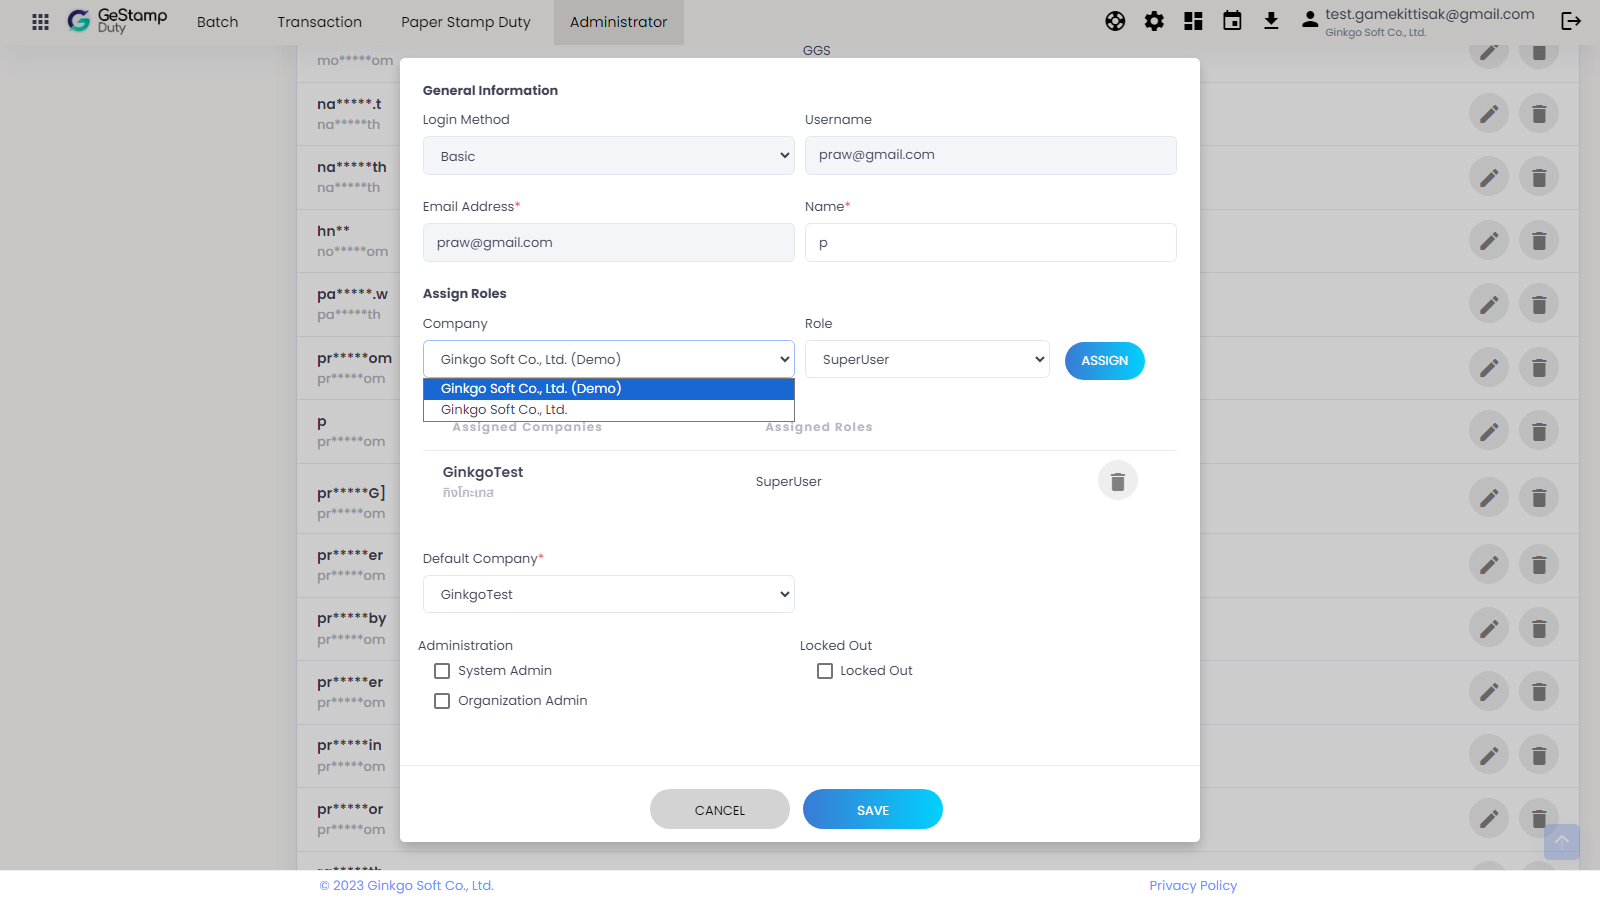 GeStamp
Duty
Batch
Transaction
Paper Stamp Duty
Administrator
test.gamekittisak@gmail.com
Ginkgo Soft Co., Ltd.
GGS
mo*****om
na*****.t
na*****th
na*****th
na*****th
hn**
no*****om
pa*****.w
pa*****th
pr*****om
pr*****om
p
pr*****om
pr*****G]
pr*****om
pr*****er
pr*****om
pr*****by
pr*****om
pr*****er
pr*****om
pr*****in
pr*****om
pr*****or
pr*****om
General Information
Login Method
Username
Basic
praw@gmail.com
Email Address*
Name*
praw@gmail.com
p
Assign Roles
Company
Role
Ginkgo Soft Co., Ltd. (Demo)
SuperUser
ASSIGN
Ginkgo Soft Co., Ltd. (Demo)
Ginkgo Soft Co., Ltd.
Assigned Companies
Assigned Roles
GinkgoTest
กิงโกะเทส
SuperUser
Default Company*
GinkgoTest
Administration
Locked Out
System Admin
Locked Out
Organization Admin
CANCEL
SAVE
© 2023 Ginkgo Soft Co., Ltd.
Privacy Policy